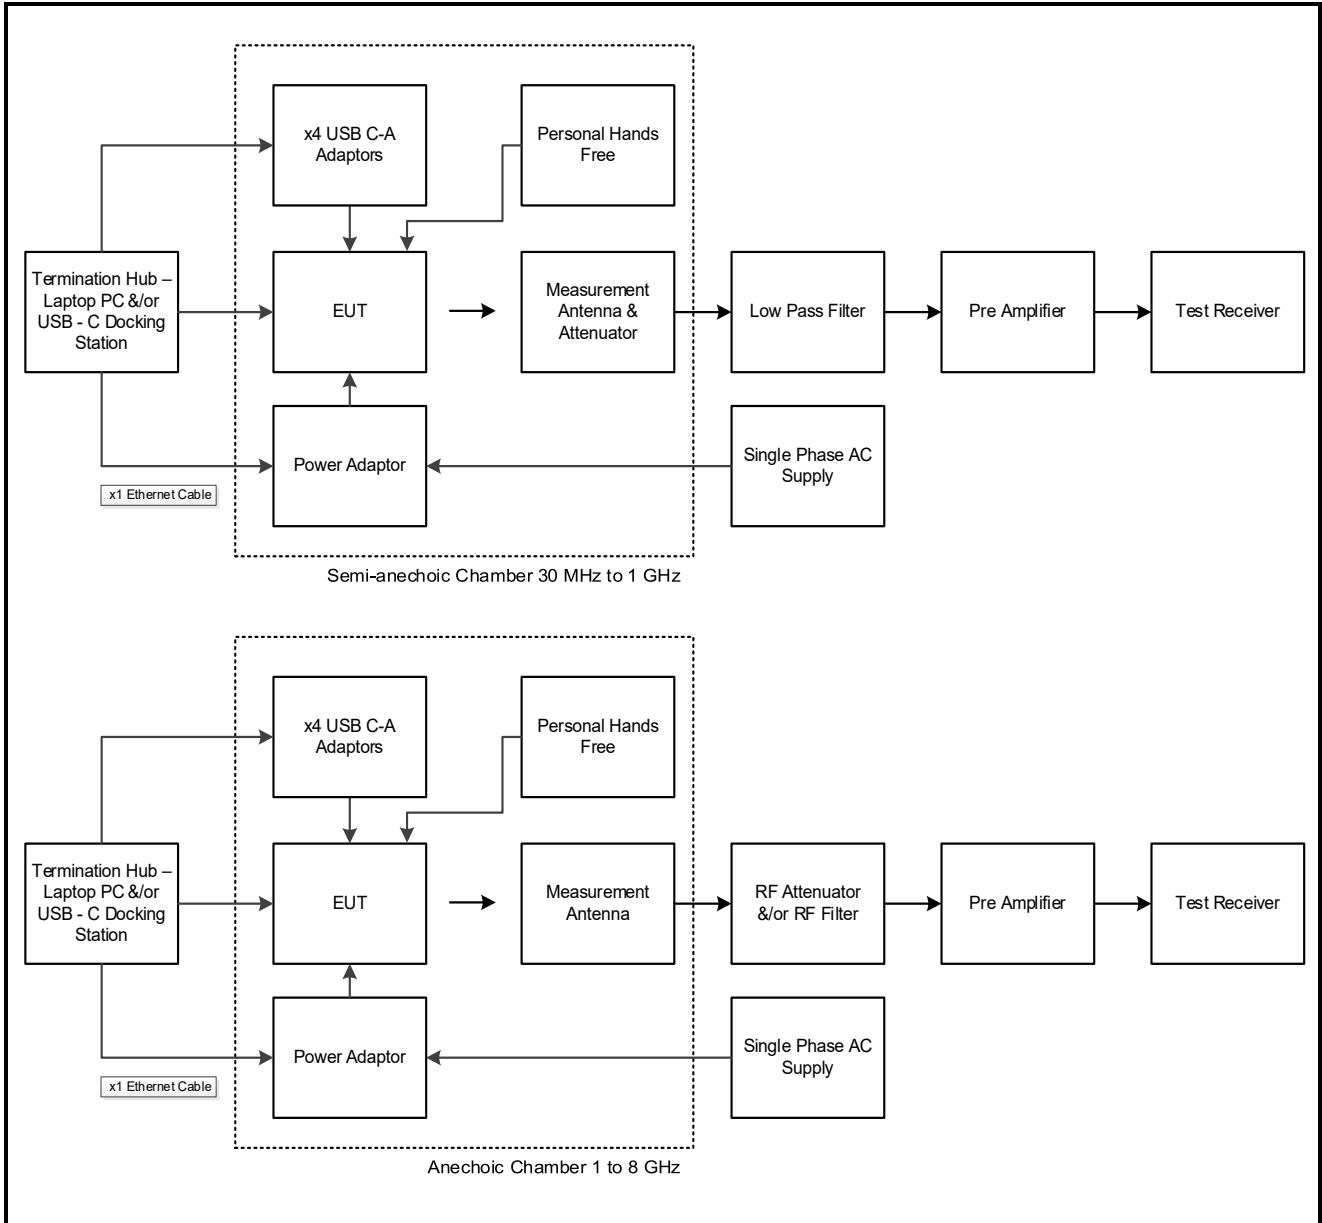 x4 USB C-A
Adaptors
Personal Hands
Free
Termination Hub –
Laptop PC &/or
USB - C Docking
Station
EUT
Measurement
Antenna &
Attenuator
Low Pass Filter
Pre Amplifier
Test Receiver
Power Adaptor
Single Phase AC
Supply
x1 Ethernet Cable
Semi-anechoic Chamber 30 MHz to 1 GHz
x4 USB C-A
Adaptors
Personal Hands
Free
Termination Hub –
Laptop PC &/or
USB - C Docking
Station
EUT
Measurement
Antenna
RF Attenuator
&/or RF Filter
Pre Amplifier
Test Receiver
Power Adaptor
Single Phase AC
Supply
x1 Ethernet Cable
Anechoic Chamber 1 to 8 GHz